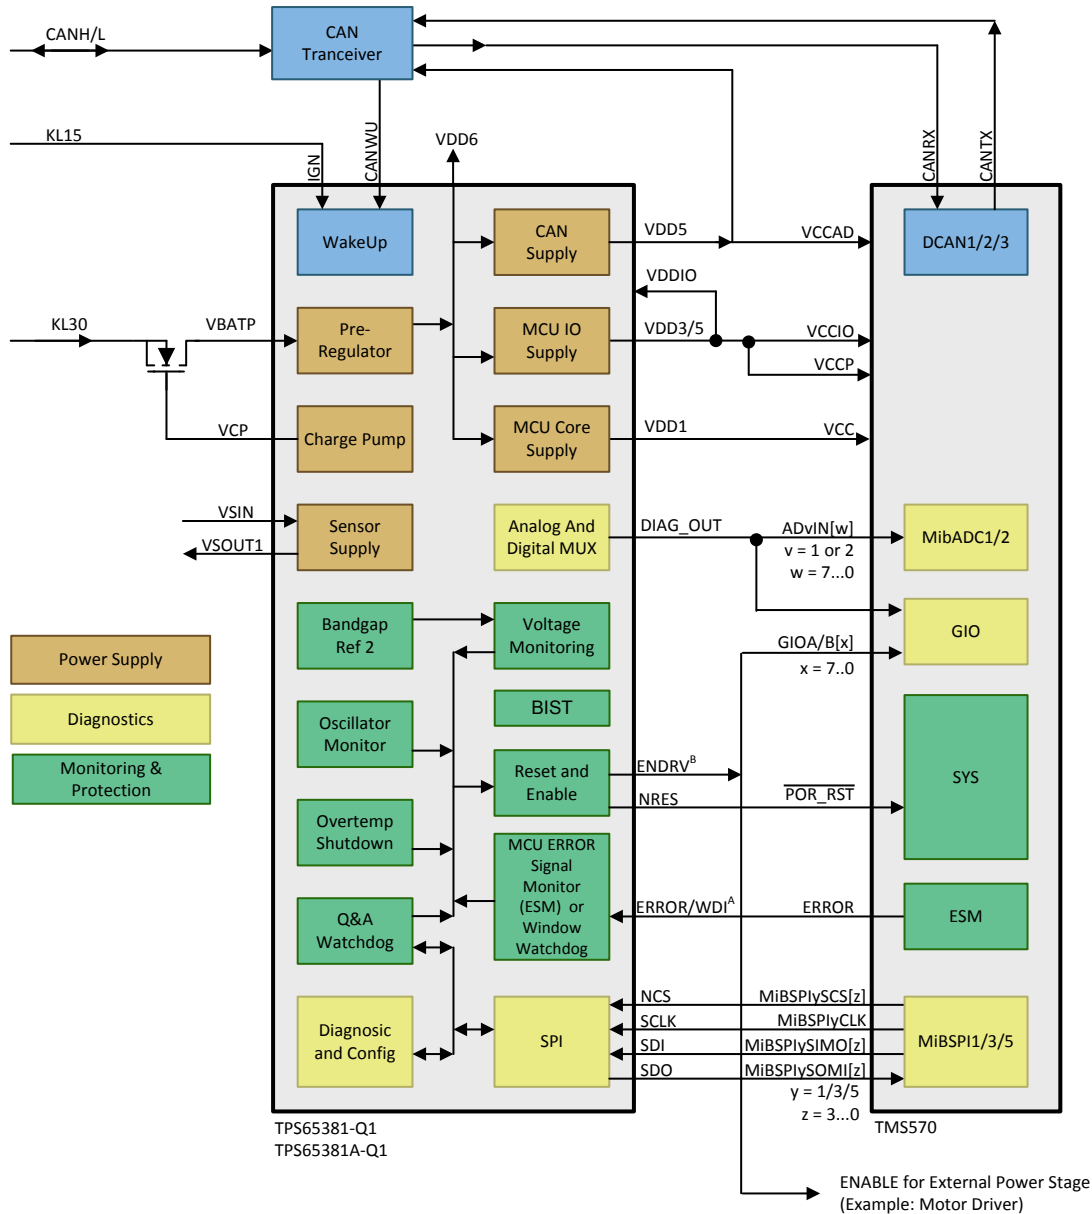 CANH/L
CAN
Tranceiver
KL15
IGN
CANWU
VDD6
CANRX
CANTX
WakeUp
CAN
Supply
VDD5
VCCAD
DCAN1/2/3
VDDIO
KL30
VBATP
Pre-
Regulator
MCU IO
Supply
VDD3/5
VCCIO
VCCP
VCP
Charge Pump
MCU Core
Supply
VDD1
VCC
VSIN
VSOUT1
Sensor
Supply
Analog And
Digital MUX
DIAG_OUT
ADvIN[w]
v = 1 or 2
w = 7...0
MibADC1/2
Bandgap
Ref 2
Voltage
Monitoring
GIOA/B[x]
x = 7..0
GIO
Power Supply
Diagnostics
Monitoring &
Protection
Oscillator
Monitor
BIST
Reset and
Enable
ENDRVᴮ
NRES
POR_RST
SYS
Overtemp
Shutdown
MCU ERROR
Signal
Monitor
(ESM) or
Window
Watchdog
Q&A
Watchdog
ERROR/WDIᴬ
ERROR
ESM
Diagnosic
and Config
SPI
NCS
MiBSPIySCS[z]
SCLK
MiBSPIyCLK
SDI
MiBSPIySIMO[z]
SDO
MiBSPIySOMI[z]
y = 1/3/5
z = 3...0
MiBSPI1/3/5
TPS65381-Q1
TPS65381A-Q1
TMS570
ENABLE for External Power Stage
(Example: Motor Driver)